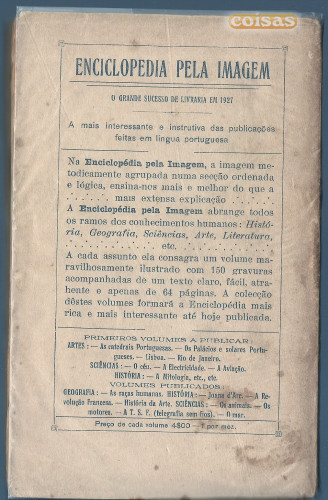 coisas
ENCICLOPEDIA PELA IMAGEM
O GRANDE SUCESSO DE LIVRARIA EM 1927
A mais interessante e instrutiva das publicações
feitas em língua portuguesa
Na Enciclopédia pela Imagem, a imagem me-
todicamente agrupada numa secção ordenada
e lógica, ensina-nos mais e melhor do que a
mais extensa explicação
A Enciclopédia pela Imagem abrange todos
os ramos dos conhecimentos humanos: Histó-
ria, Geografia, Sciências, Arte, Literatura,
etc.
A cada assunto ela consagra um volume ma-
ravilhosamente ilustrado com 150 gravuras
acompanhadas de um texto claro, fácil, atra-
ente e apenas de 64 páginas. A colecção
dêstes volumes formará a Enciclopédia mais
rica e mais interessante até hoje publicada.
PRIMEIROS VOLUMES A PUBLICAR:
ARTES: — As catedrais Portuguesas. — Os Palácios e solares Portu-
gueses. — Lisboa. — Rio de Janeiro.
SCIÊNCIAS: — O céu. — A Electricidade. — A Aviação.
HISTÓRIA: — A Mitologia, etc., etc.
VOLUMES PUBLICADOS:
GEOGRAFIA: — As raças humanas. HISTÓRIA: — Joana d'Arc. — A Re-
volução Francesa. — História da Arte. SCIÊNCIAS: — Os animais. — Os
motores. — A T. S. F. (telegrafia sem fios). — O mar.
Preço de cada volume 4$00 — 1 por mez.